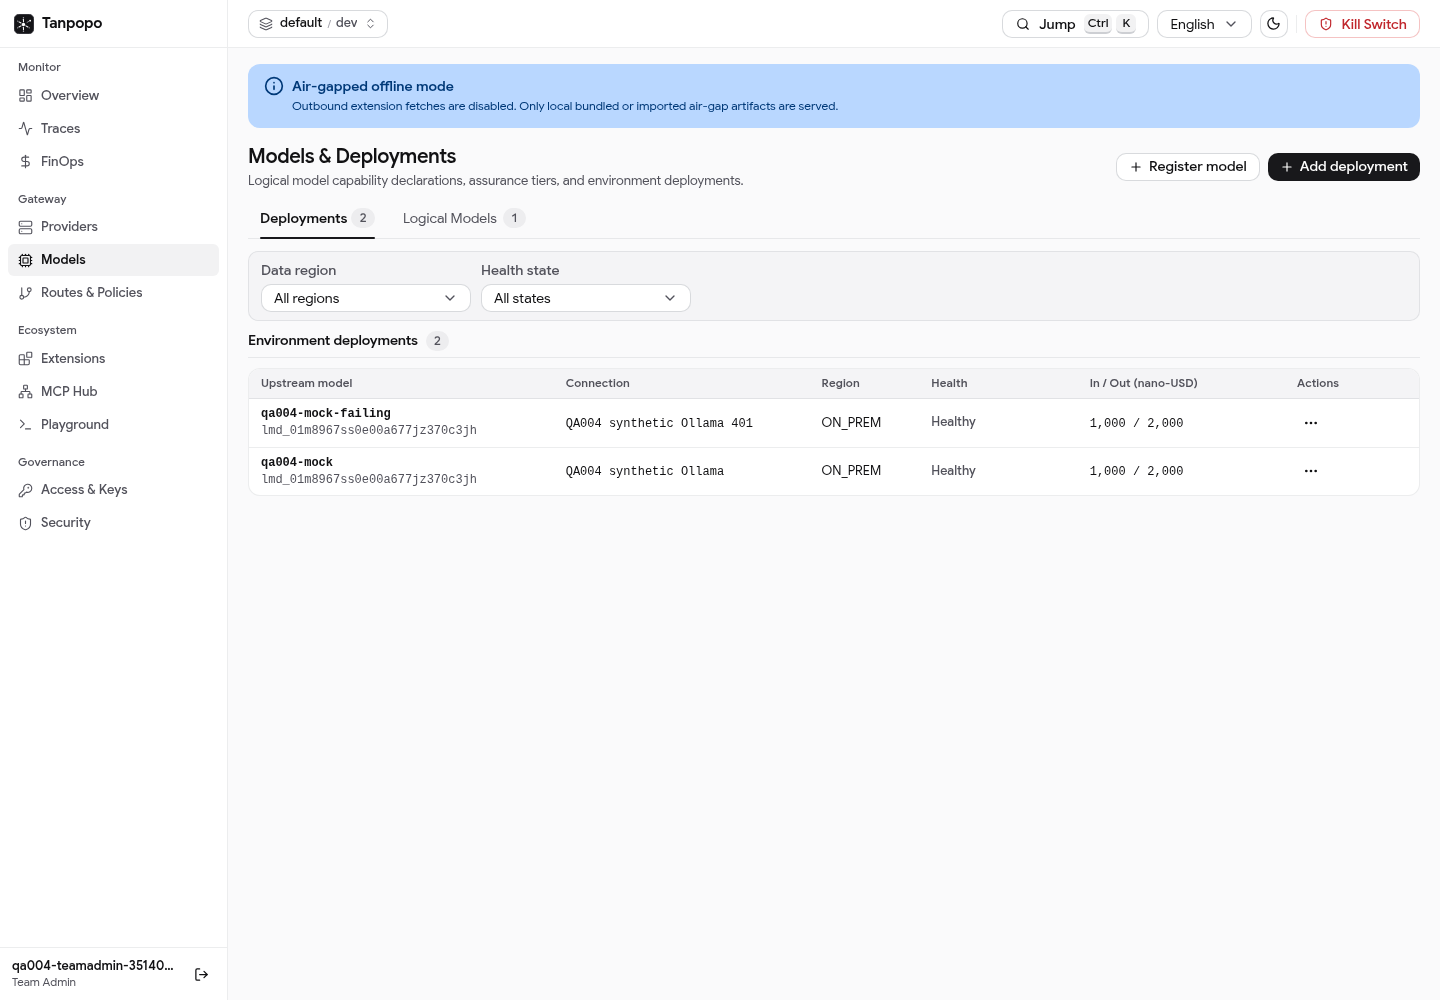 Tanpopo
default / dev
Jump Ctrl K
English
Kill Switch
Monitor
Overview
Traces
FinOps
Gateway
Providers
Models
Routes & Policies
Ecosystem
Extensions
MCP Hub
Playground
Governance
Access & Keys
Security
qa004-teamadmin-35140...
Team Admin
Air-gapped offline mode
Outbound extension fetches are disabled. Only local bundled or imported air-gap artifacts are served.
Models & Deployments
Logical model capability declarations, assurance tiers, and environment deployments.
Register model
Add deployment
Deployments 2
Logical Models 1
Data region
Health state
All regions
All states
Environment deployments 2
Upstream model Connection Region Health In / Out (nano-USD) Actions
qa004-mock-failing
lmd_01m8967ss0e00a677jz370c3jh
QA004 synthetic Ollama 401 ON_PREM Healthy 1,000 / 2,000
qa004-mock
lmd_01m8967ss0e00a677jz370c3jh
QA004 synthetic Ollama ON_PREM Healthy 1,000 / 2,000